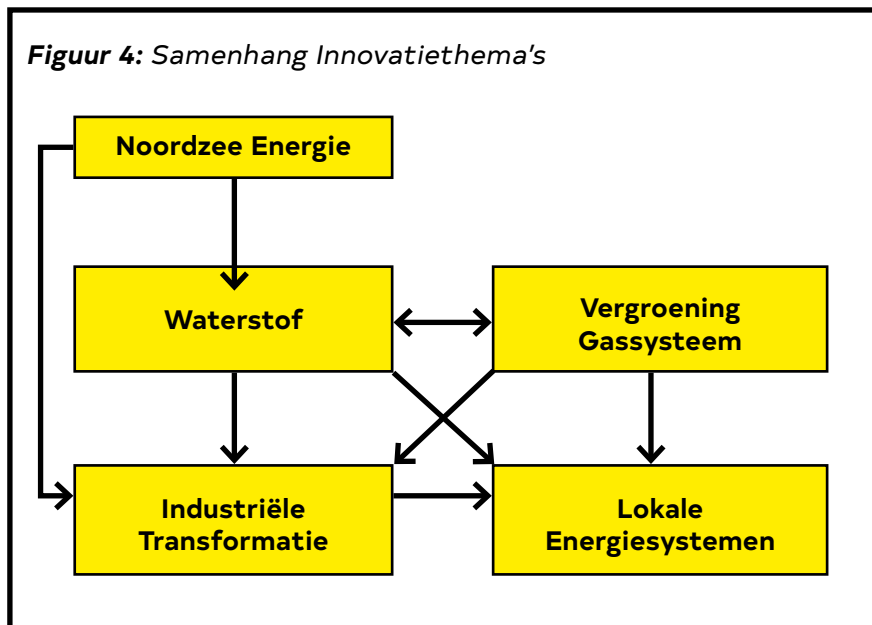 Figuur 4: Samenhang Innovatiethema's
Noordzee Energie
Waterstof
Vergroening
Gassysteem
Industriële
Transformatie
Lokale
Energiesystemen